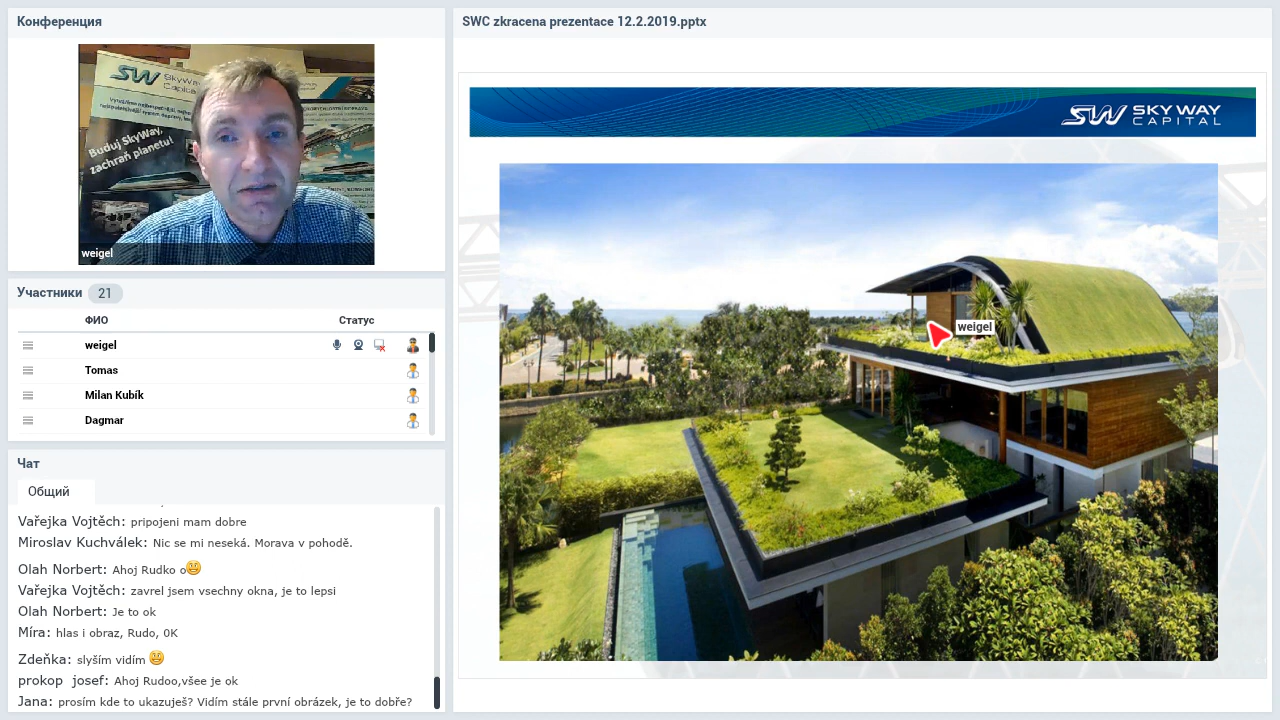 Конференция
SkyWay
Capital
Buduj SkyWay,
zachraň planetu!
weigel
Участники 21
ФИО Статус
weigel
Tomas
Milan Kubík
Dagmar
Чат
Общий
Vařejka Vojtěch: pripojeni mam dobre
Miroslav Kuchválek: Nic se mi neseká. Morava v pohodě.
Olah Norbert: Ahoj Rudko o
Vařejka Vojtěch: zavrel jsem vsechny okna, je to lepsi
Olah Norbert: Je to ok
Míra: hlas i obraz, Rudo, 0K
Zdeňka: slyším vidím
prokop josef: Ahoj Rudoo,všee je ok
Jana: prosím kde to ukazuješ? Vidím stále první obrázek, je to dobře?
SWC zkracena prezentace 12.2.2019.pptx
SW SKY WAY
CAPITAL
weigel